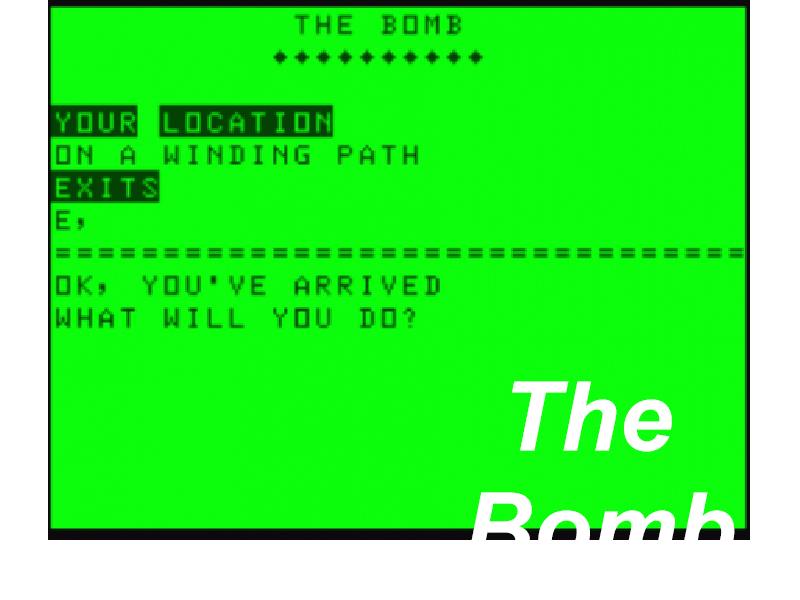 THE BOMB
◆◆◆◆◆◆◆◆◆◆
YOUR LOCATION
ON A WINDING PATH
EXITS
E,
================================
OK, YOU'VE ARRIVED
WHAT WILL YOU DO?
The
Bomb